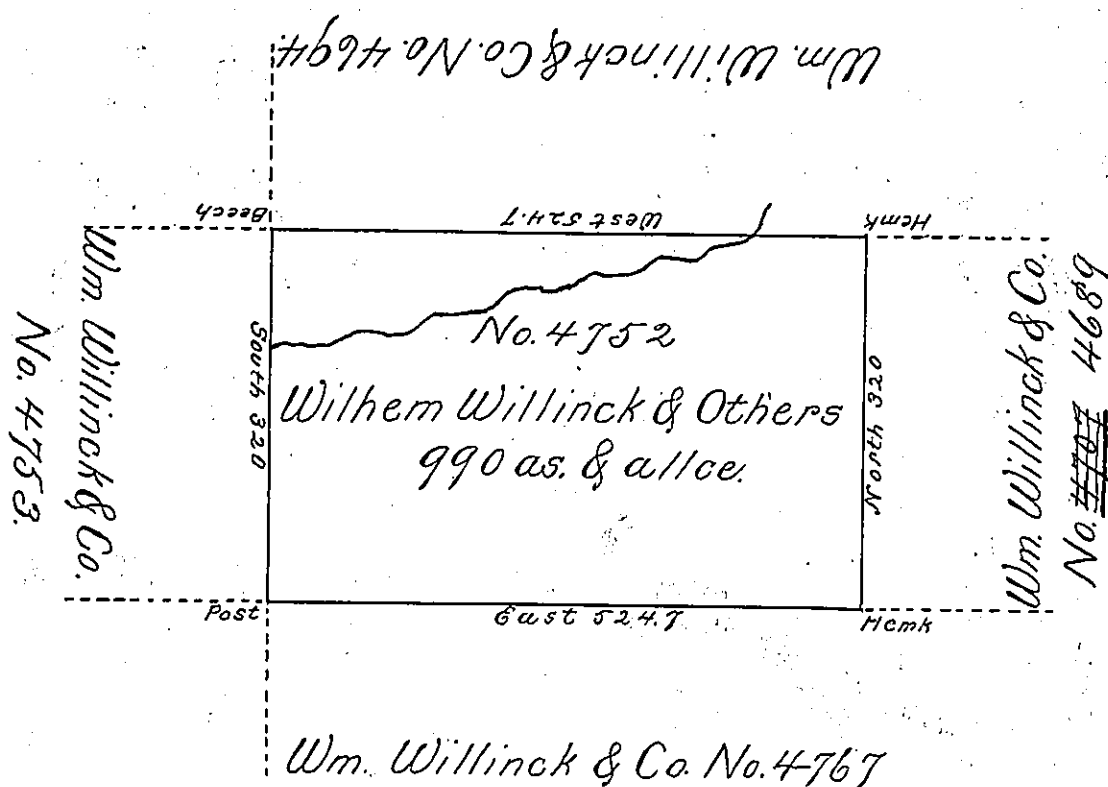 Wm. Willinck & Co. No. 4694.
Beech
West 524.7
Hemk
Wm. Willinck & Co.
No. 4753.
South 320
No. 4752
Wilhem Willinck & Others
990 as. & allce.
North 320
Wm. Willinck & Co.
No. 4707 4689
Post
East 524.7
Hemk
Wm. Willinck & Co. No. 4767